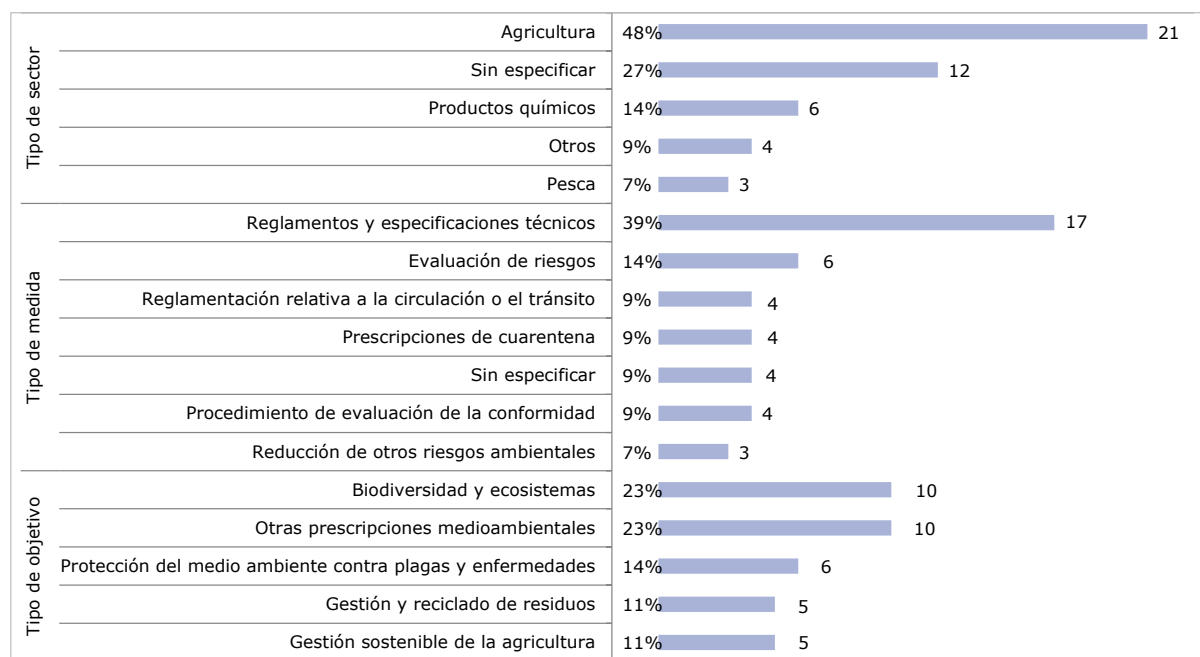 Tipo de sector
Agricultura 48% 21
Sin especificar 27% 12
Productos químicos 14% 6
Otros 9% 4
Pesca 7% 3
Tipo de medida
Reglamentos y especificaciones técnicos 39% 17
Evaluación de riesgos 14% 6
Reglamentación relativa a la circulación o el tránsito 9% 4
Prescripciones de cuarentena 9% 4
Sin especificar 9% 4
Procedimiento de evaluación de la conformidad 9% 4
Reducción de otros riesgos ambientales 7% 3
Tipo de objetivo
Biodiversidad y ecosistemas 23% 10
Otras prescripciones medioambientales 23% 10
Protección del medio ambiente contra plagas y enfermedades 14% 6
Gestión y reciclado de residuos 11% 5
Gestión sostenible de la agricultura 11% 5